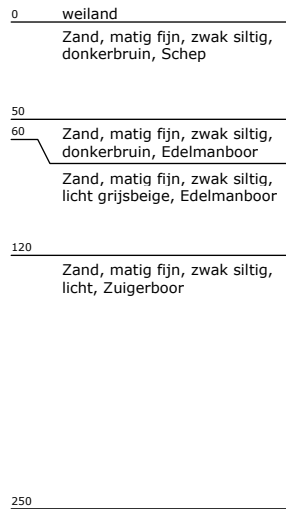 0 weiland
Zand, matig fijn, zwak siltig,
donkerbruin, Schep
50
60 Zand, matig fijn, zwak siltig,
donkerbruin, Edelmanboor
Zand, matig fijn, zwak siltig,
licht grijsbeige, Edelmanboor
120
Zand, matig fijn, zwak siltig,
licht, Zuigerboor
250